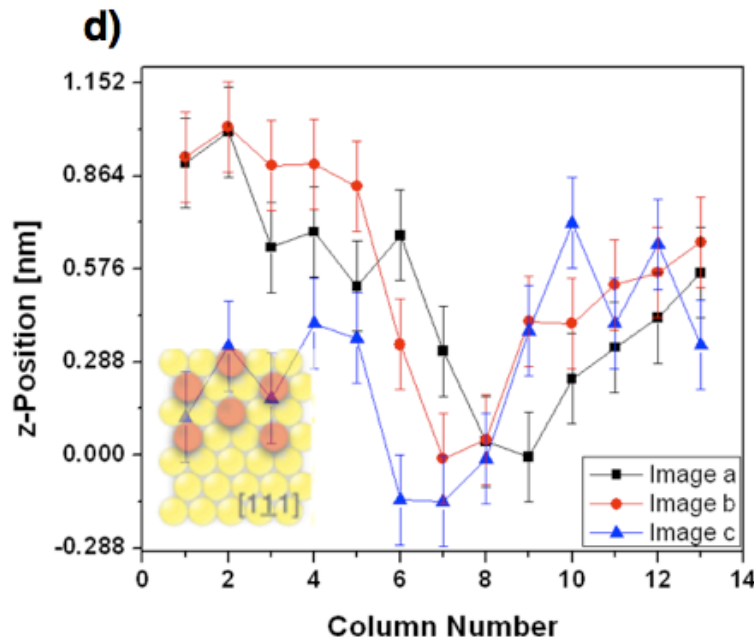 d)
z-Position [nm]
1.152
0.864
0.576
0.288
0.000
-0.288
[111]
Image a
Image b
Image c
0 2 4 6 8 10 12 14
Column Number